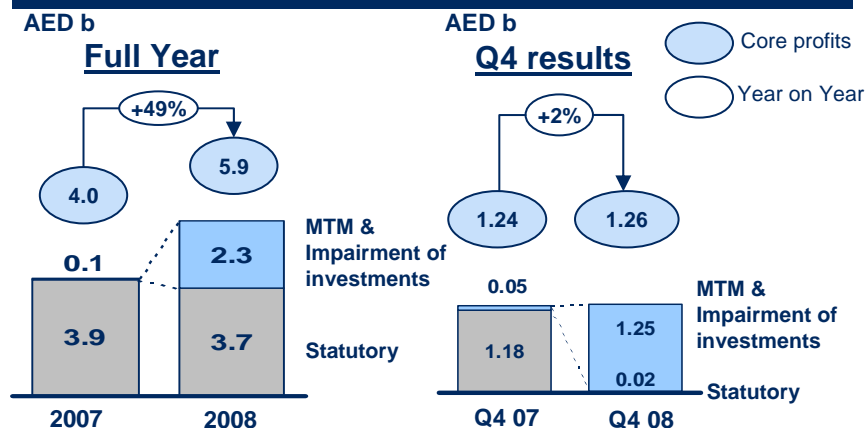 AED b
Full Year
+49%
4.0
5.9
0.1
3.9
2.3
3.7
MTM &
Impairment of
investments
Statutory
2007
2008
AED b
Q4 results
+2%
1.24
1.26
0.05
1.18
1.25
0.02
MTM &
Impairment of
investments
Statutory
Q4 07
Q4 08
Core profits
Year on Year